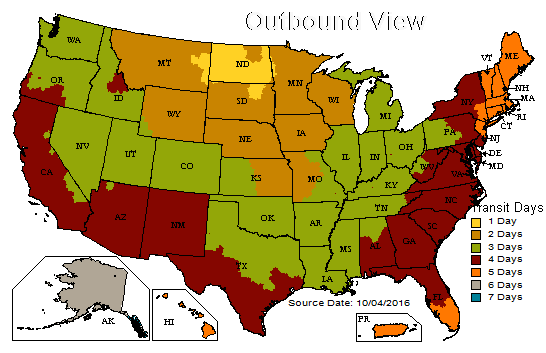 Outbound View
WA
MT
ND
MN
VT
ME
OR
ID
SD
WI
NY
NH
MA
WY
MI
RI
CT
NE
IA
PA
NJ
NV
UT
CO
IL
IN
OH
DE
MD
CA
KS
MO
WV
VA
KY
AZ
NM
OK
AR
TN
NC
Transit Days
TX
LA
MS
AL
GA
SC
FL
1 Day
2 Days
3 Days
4 Days
5 Days
6 Days
7 Days
Source Date: 10/04/2016
AK
HI
PR